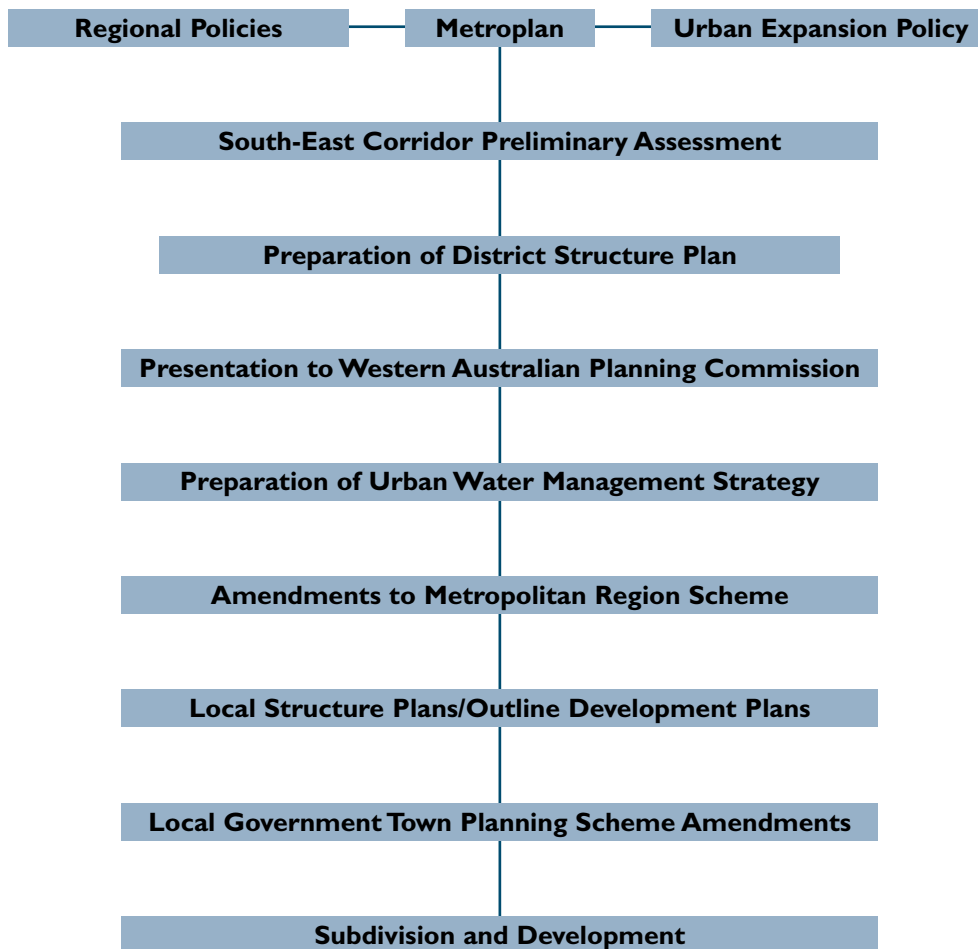 Regional Policies
Metroplan
Urban Expansion Policy
South-East Corridor Preliminary Assessment
Preparation of District Structure Plan
Presentation to Western Australian Planning Commission
Preparation of Urban Water Management Strategy
Amendments to Metropolitan Region Scheme
Local Structure Plans/Outline Development Plans
Local Government Town Planning Scheme Amendments
Subdivision and Development